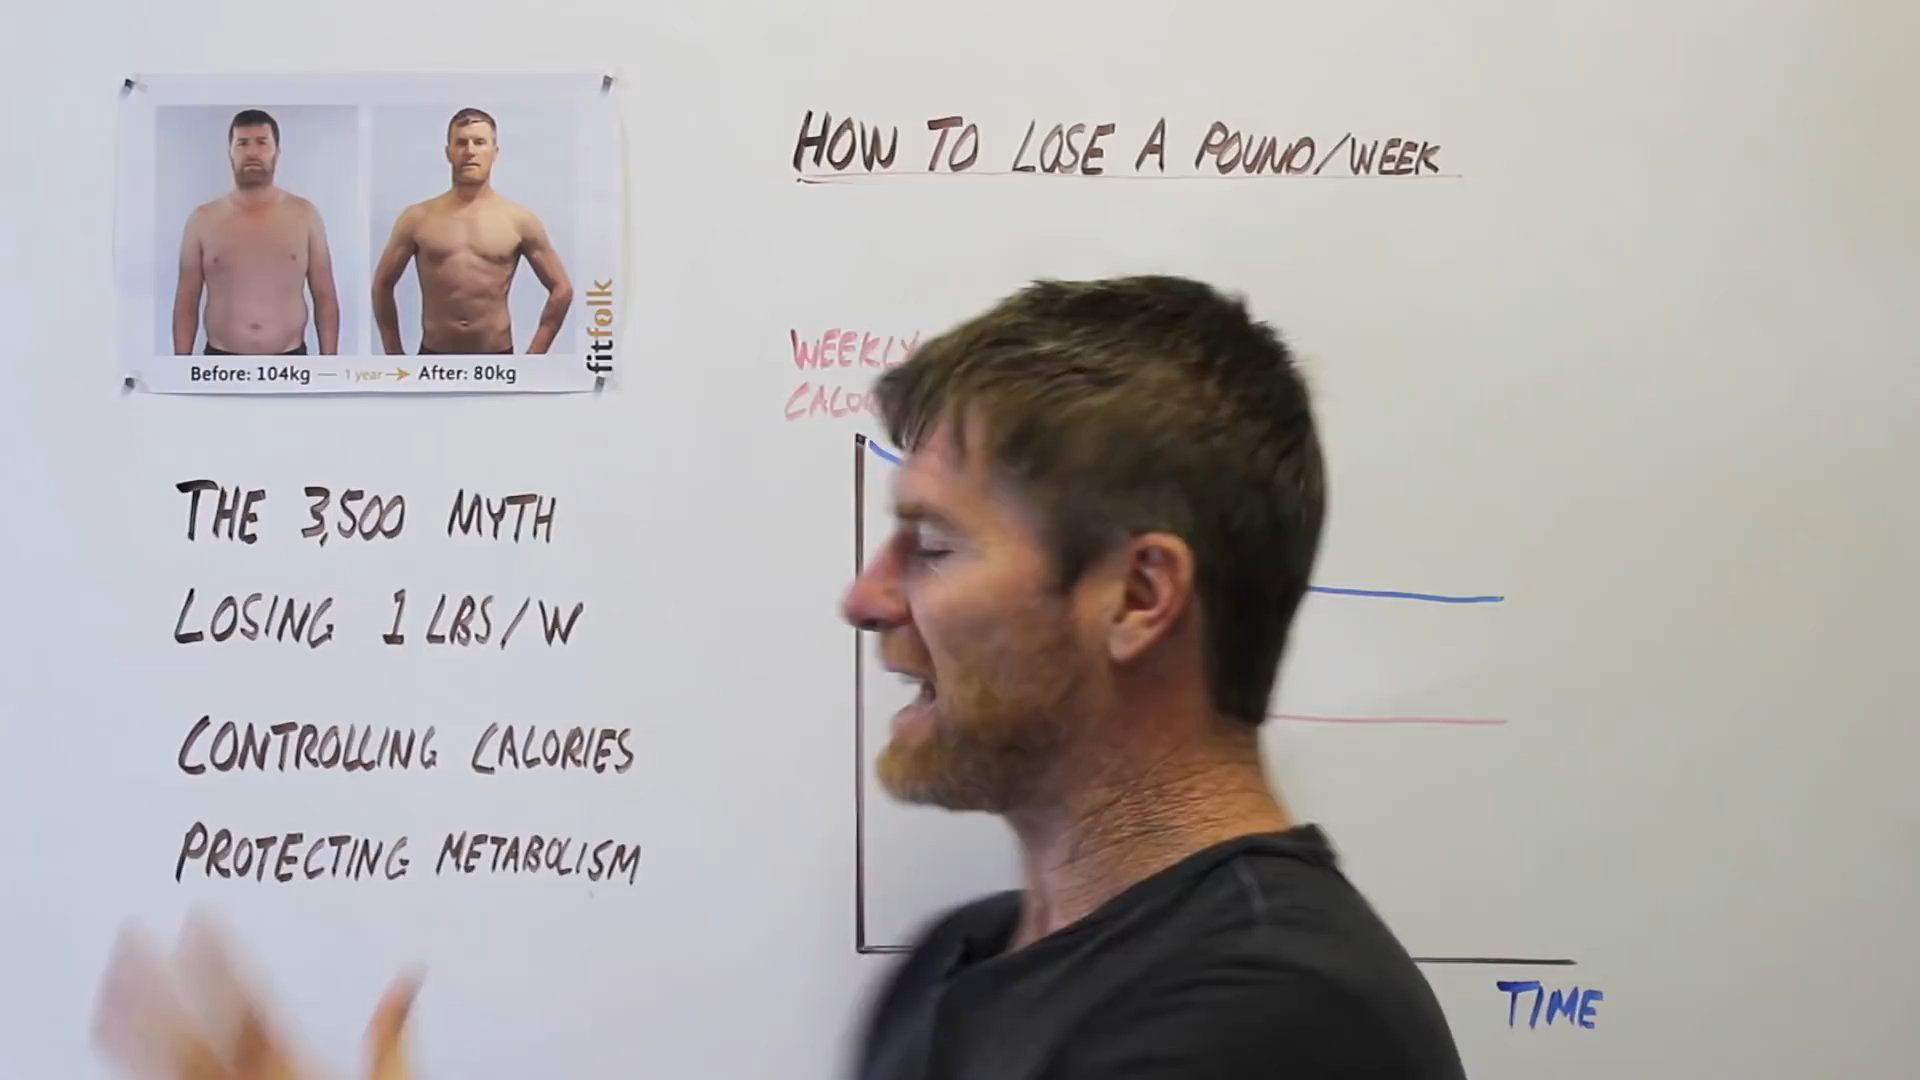 HOW TO LOSE A POUND/WEEK
fitfolk
Before: 104kg — 1 year → After: 80kg
WEEKLY
THE 3,500 MYTH
LOSING 1 LBS/W
CONTROLLING CALORIES
PROTECTING METABOLISM
TIME